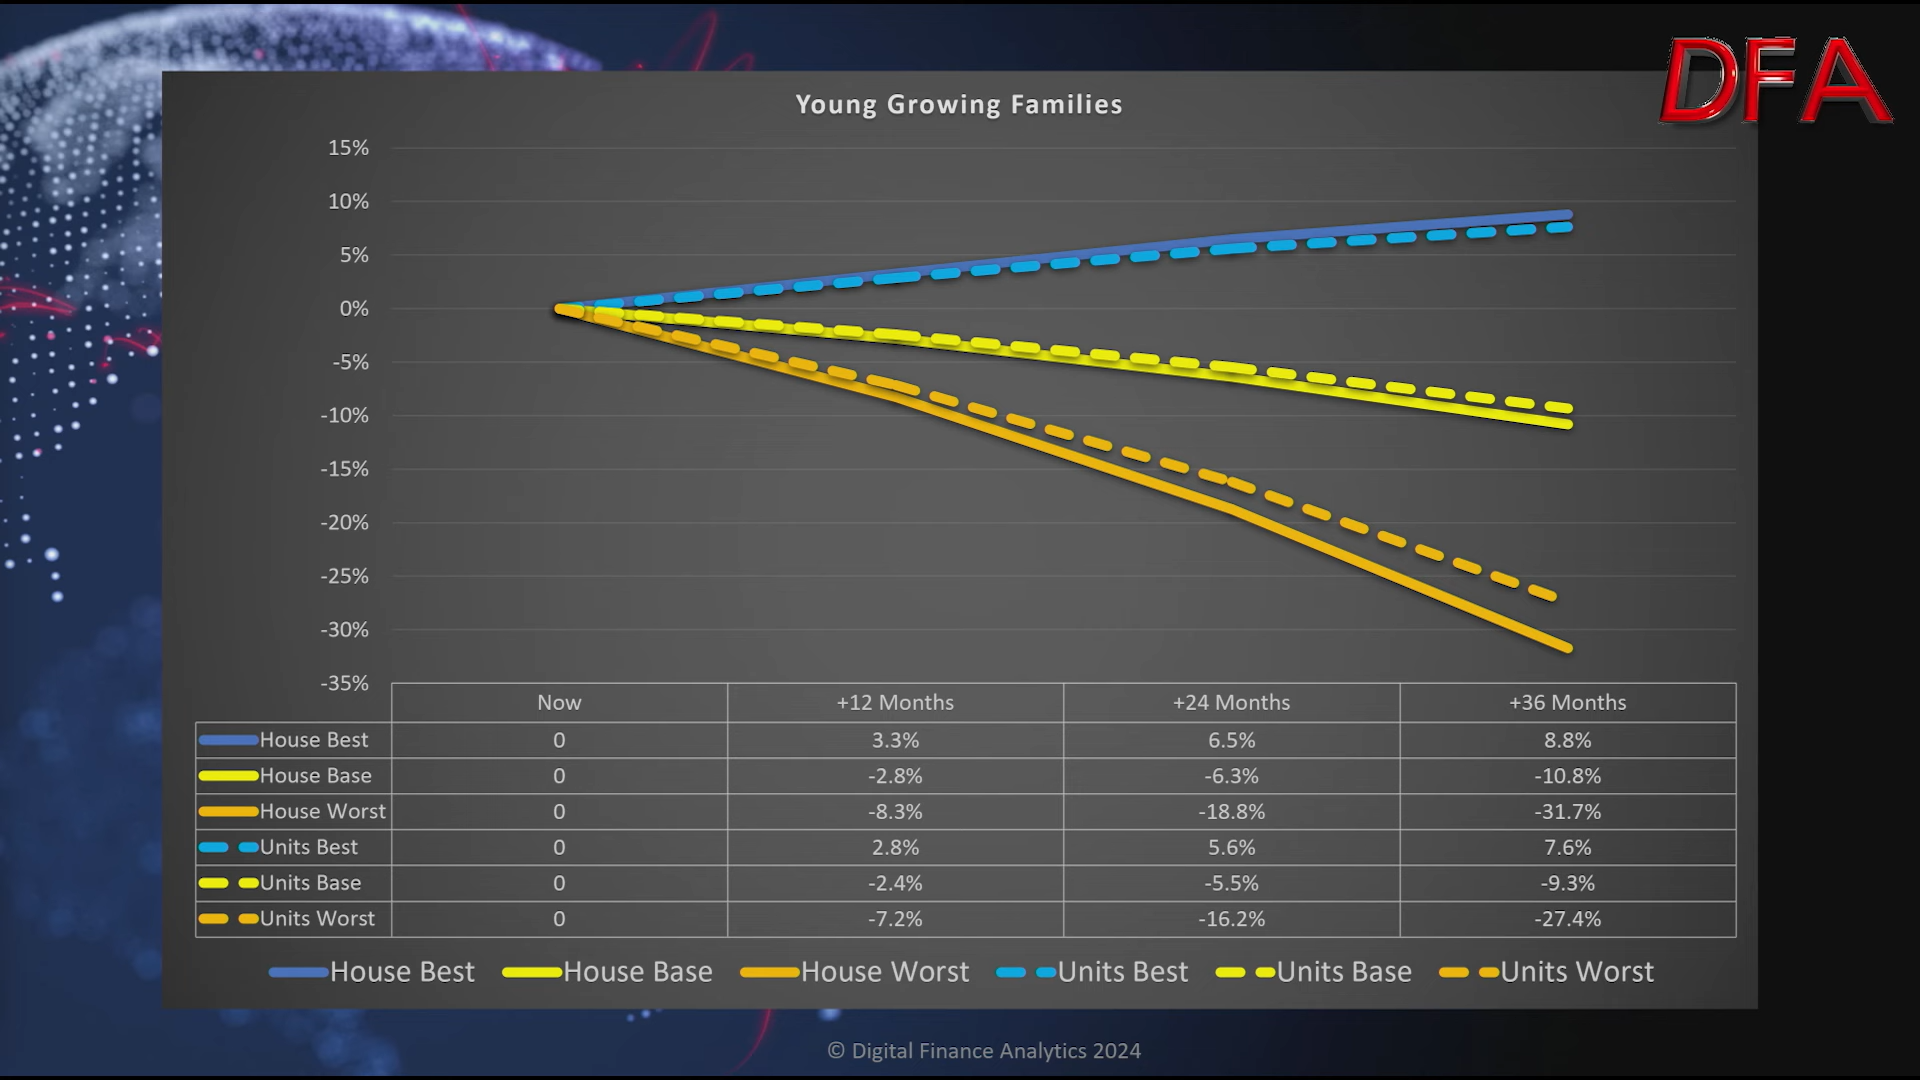 DFA
Young Growing Families
15%
10%
5%
0%
-5%
-10%
-15%
-20%
-25%
-30%
-35%
Now +12 Months +24 Months +36 Months
House Best 0 3.3% 6.5% 8.8%
House Base 0 -2.8% -6.3% -10.8%
House Worst 0 -8.3% -18.8% -31.7%
Units Best 0 2.8% 5.6% 7.6%
Units Base 0 -2.4% -5.5% -9.3%
Units Worst 0 -7.2% -16.2% -27.4%
House Best House Base House Worst Units Best Units Base Units Worst
© Digital Finance Analytics 2024